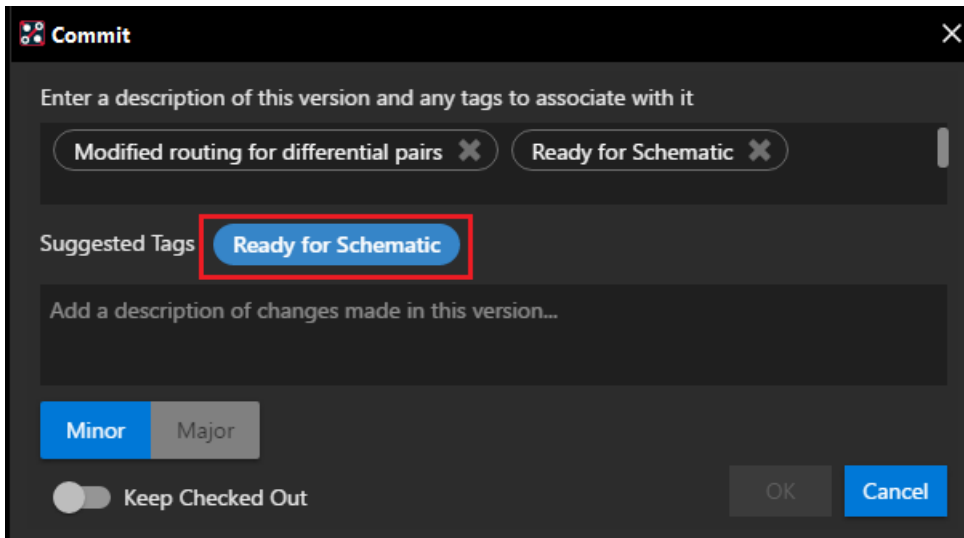 Commit
Enter a description of this version and any tags to associate with it
Modified routing for differential pairs Ready for Schematic
Suggested Tags Ready for Schematic
Add a description of changes made in this version...
Minor Major
Keep Checked Out OK Cancel